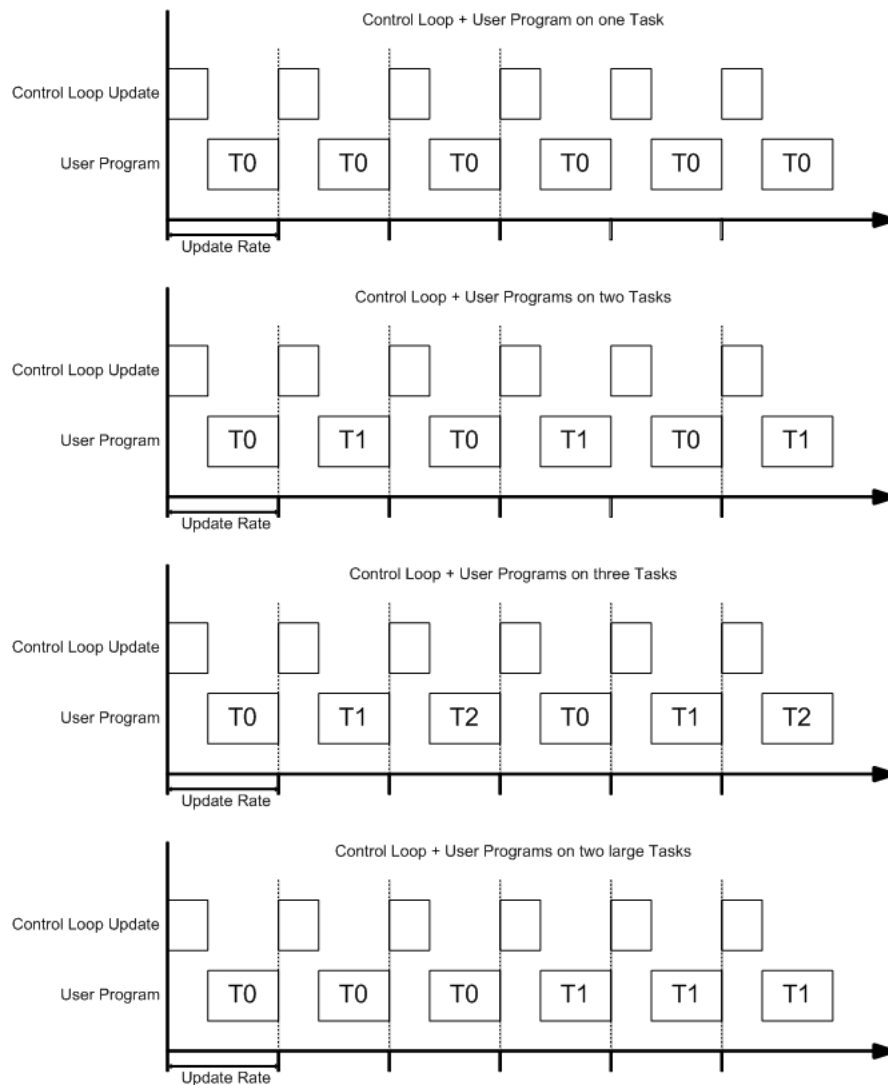 Control Loop + User Program on one Task
Control Loop Update
User Program
T0 T0 T0 T0 T0 T0
Update Rate
Control Loop + User Programs on two Tasks
Control Loop Update
User Program
T0 T1 T0 T1 T0 T1
Update Rate
Control Loop + User Programs on three Tasks
Control Loop Update
User Program
T0 T1 T2 T0 T1 T2
Update Rate
Control Loop + User Programs on two large Tasks
Control Loop Update
User Program
T0 T0 T0 T1 T1 T1
Update Rate